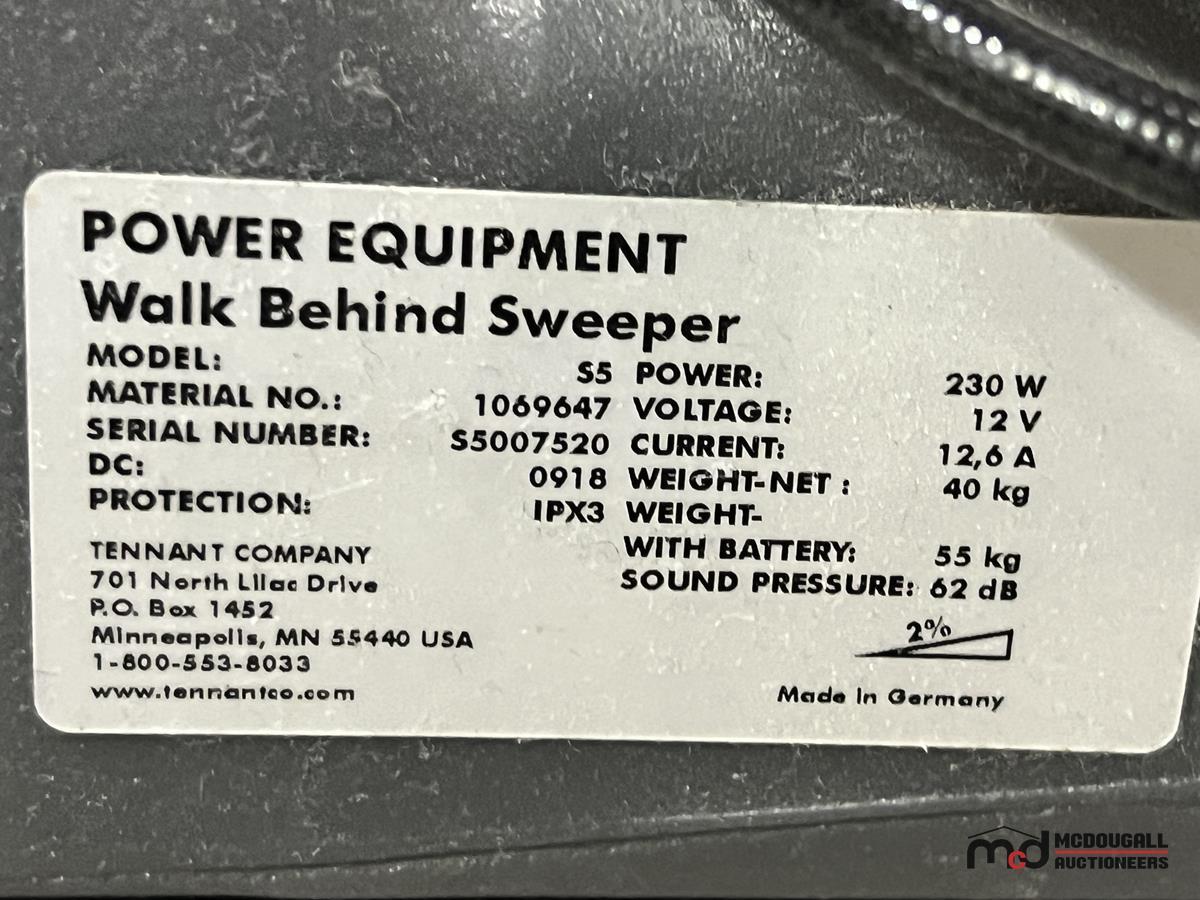 POWER EQUIPMENT
Walk Behind Sweeper
MODEL: S5 POWER: 230 W
MATERIAL NO.: 1069647 VOLTAGE: 12 V
SERIAL NUMBER: S5007520 CURRENT: 12,6 A
DC: 0918 WEIGHT-NET : 40 kg
PROTECTION: IPX3 WEIGHT-
WITH BATTERY: 55 kg
SOUND PRESSURE: 62 dB
TENNANT COMPANY
701 North Lilac Drive
P.O. Box 1452
Minneapolis, MN 55440 USA
1-800-553-8033
www.tennantco.com
2%
Made in Germany
mcd MCDOUGALL
AUCTIONEERS